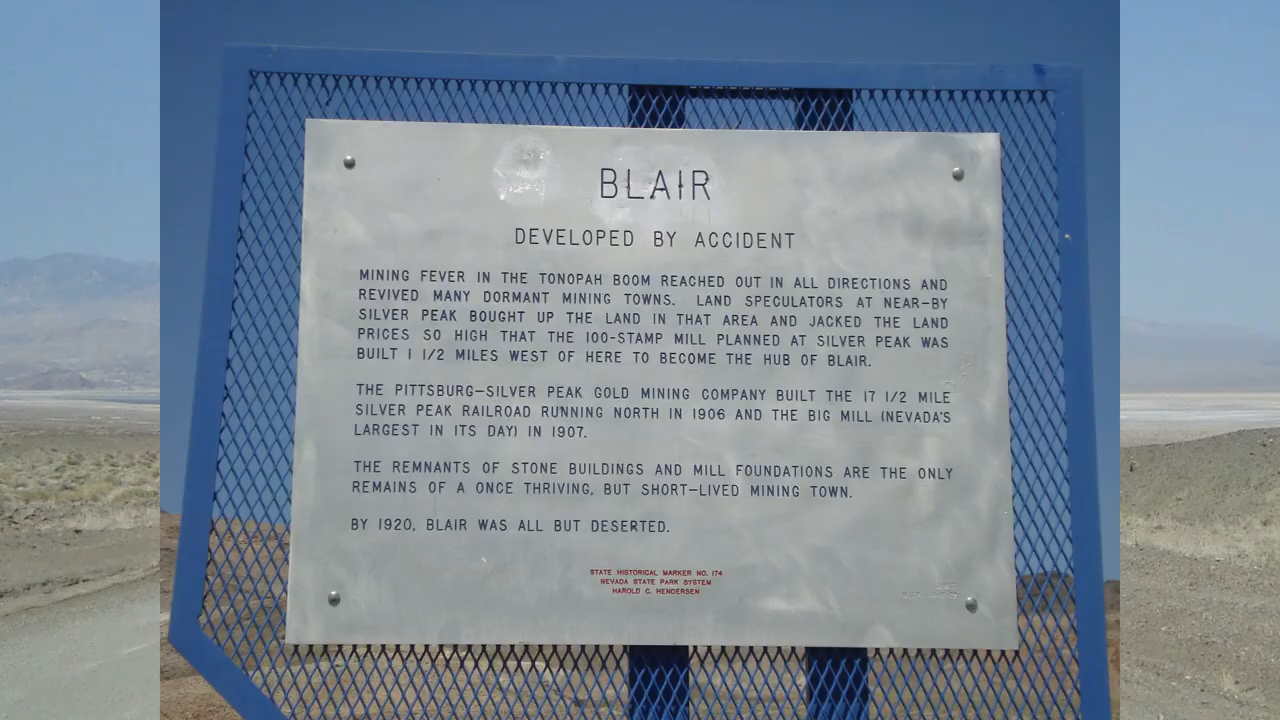 BLAIR
DEVELOPED BY ACCIDENT
MINING FEVER IN THE TONOPAH BOOM REACHED OUT IN ALL DIRECTIONS AND
REVIVED MANY DORMANT MINING TOWNS. LAND SPECULATORS AT NEAR-BY
SILVER PEAK BOUGHT UP THE LAND IN THAT AREA AND JACKED THE LAND
PRICES SO HIGH THAT THE 100-STAMP MILL PLANNED AT SILVER PEAK WAS
BUILT 1 1/2 MILES WEST OF HERE TO BECOME THE HUB OF BLAIR.
THE PITTSBURG-SILVER PEAK GOLD MINING COMPANY BUILT THE 17 1/2 MILE
SILVER PEAK RAILROAD RUNNING NORTH IN 1906 AND THE BIG MILL (NEVADA'S
LARGEST IN ITS DAY) IN 1907.
THE REMNANTS OF STONE BUILDINGS AND MILL FOUNDATIONS ARE THE ONLY
REMAINS OF A ONCE THRIVING, BUT SHORT-LIVED MINING TOWN.
BY 1920, BLAIR WAS ALL BUT DESERTED.
STATE HISTORICAL MARKER NO. 174
NEVADA STATE PARK SYSTEM
HAROLD C. HENDERSEN